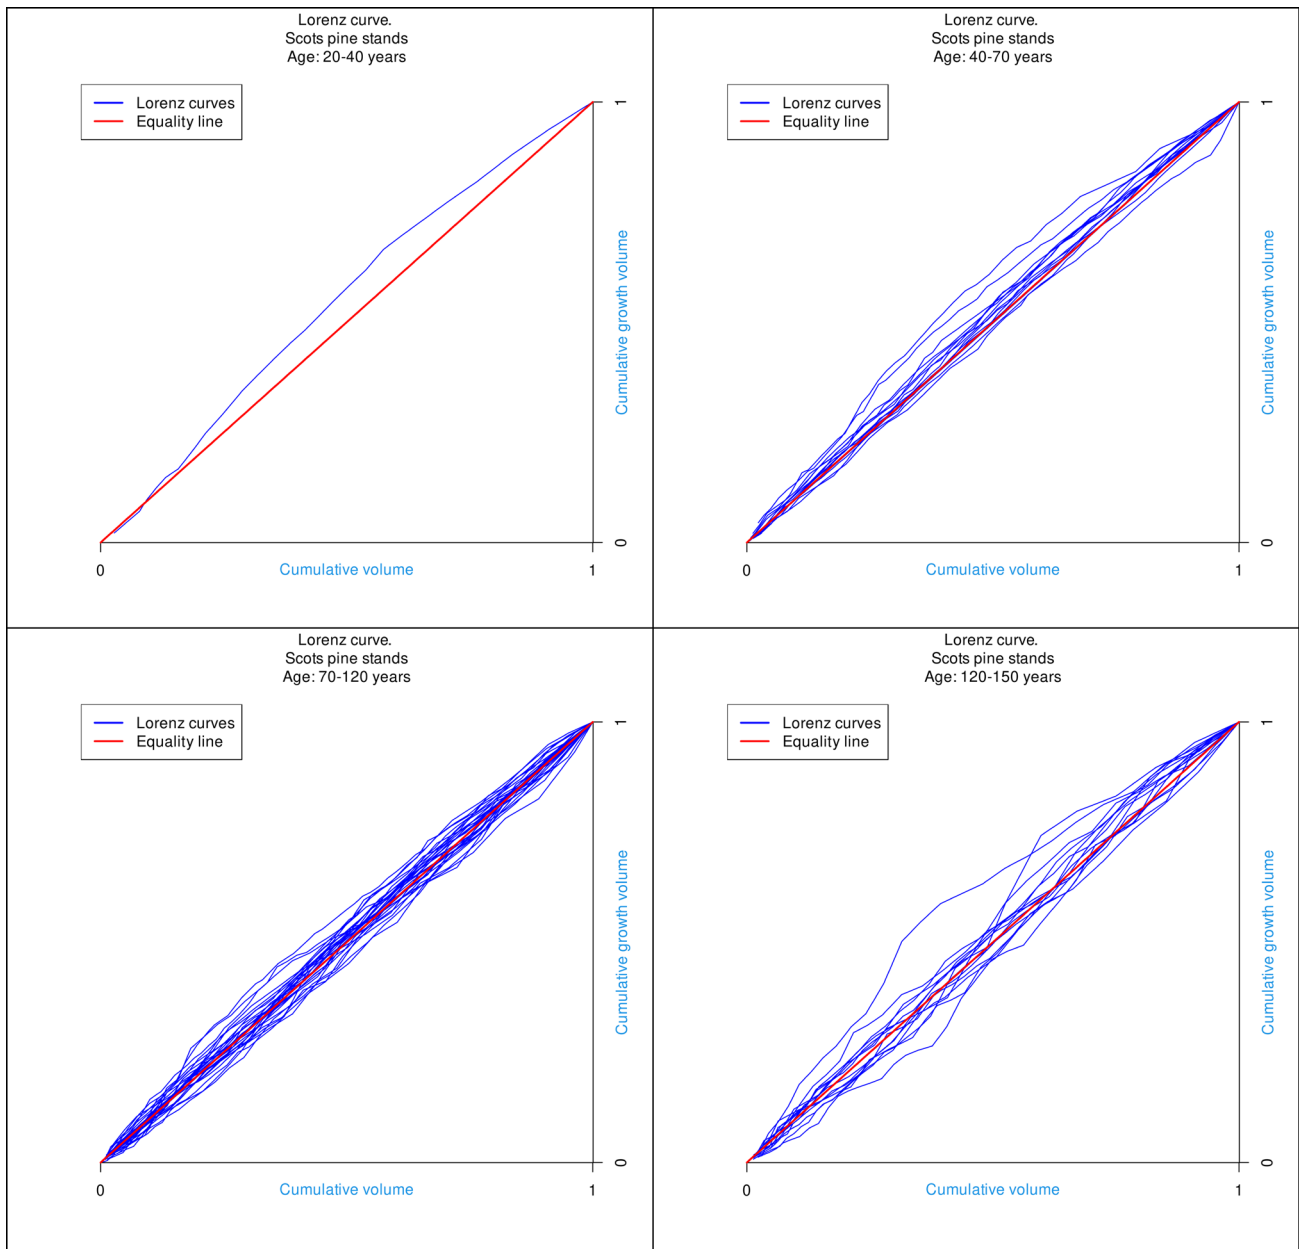 Lorenz curve.
Scots pine stands
Age: 20-40 years
Lorenz curves
Equality line
1
Cumulative growth volume
0
0
1
Cumulative volume
Lorenz curve.
Scots pine stands
Age: 40-70 years
Lorenz curves
Equality line
1
Cumulative growth volume
0
0
1
Cumulative volume
Lorenz curve.
Scots pine stands
Age: 70-120 years
Lorenz curves
Equality line
1
Cumulative growth volume
0
0
1
Cumulative volume
Lorenz curve.
Scots pine stands
Age: 120-150 years
Lorenz curves
Equality line
1
Cumulative growth volume
0
0
1
Cumulative volume